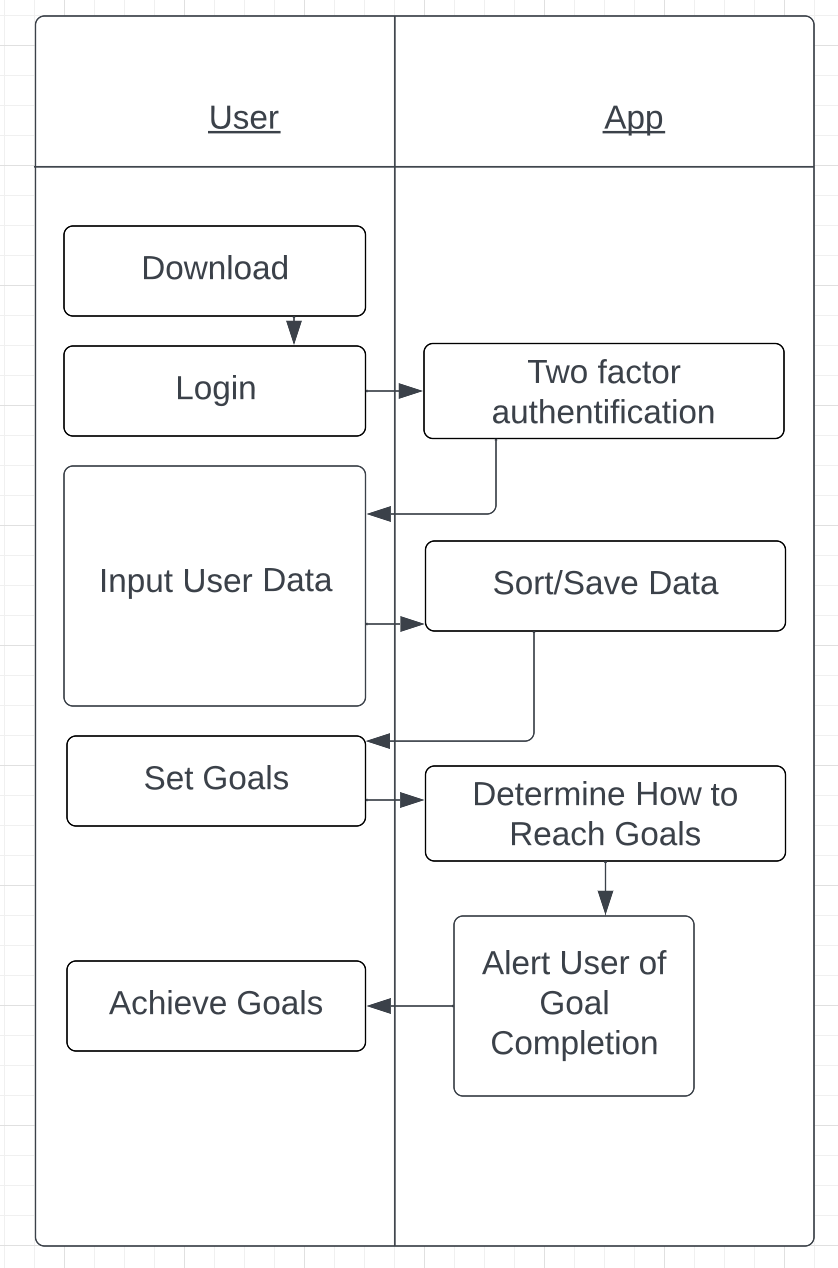 User
App
Download
Login
Two factor
authentification
Input User Data
Sort/Save Data
Set Goals
Determine How to
Reach Goals
Alert User of
Goal
Completion
Achieve Goals